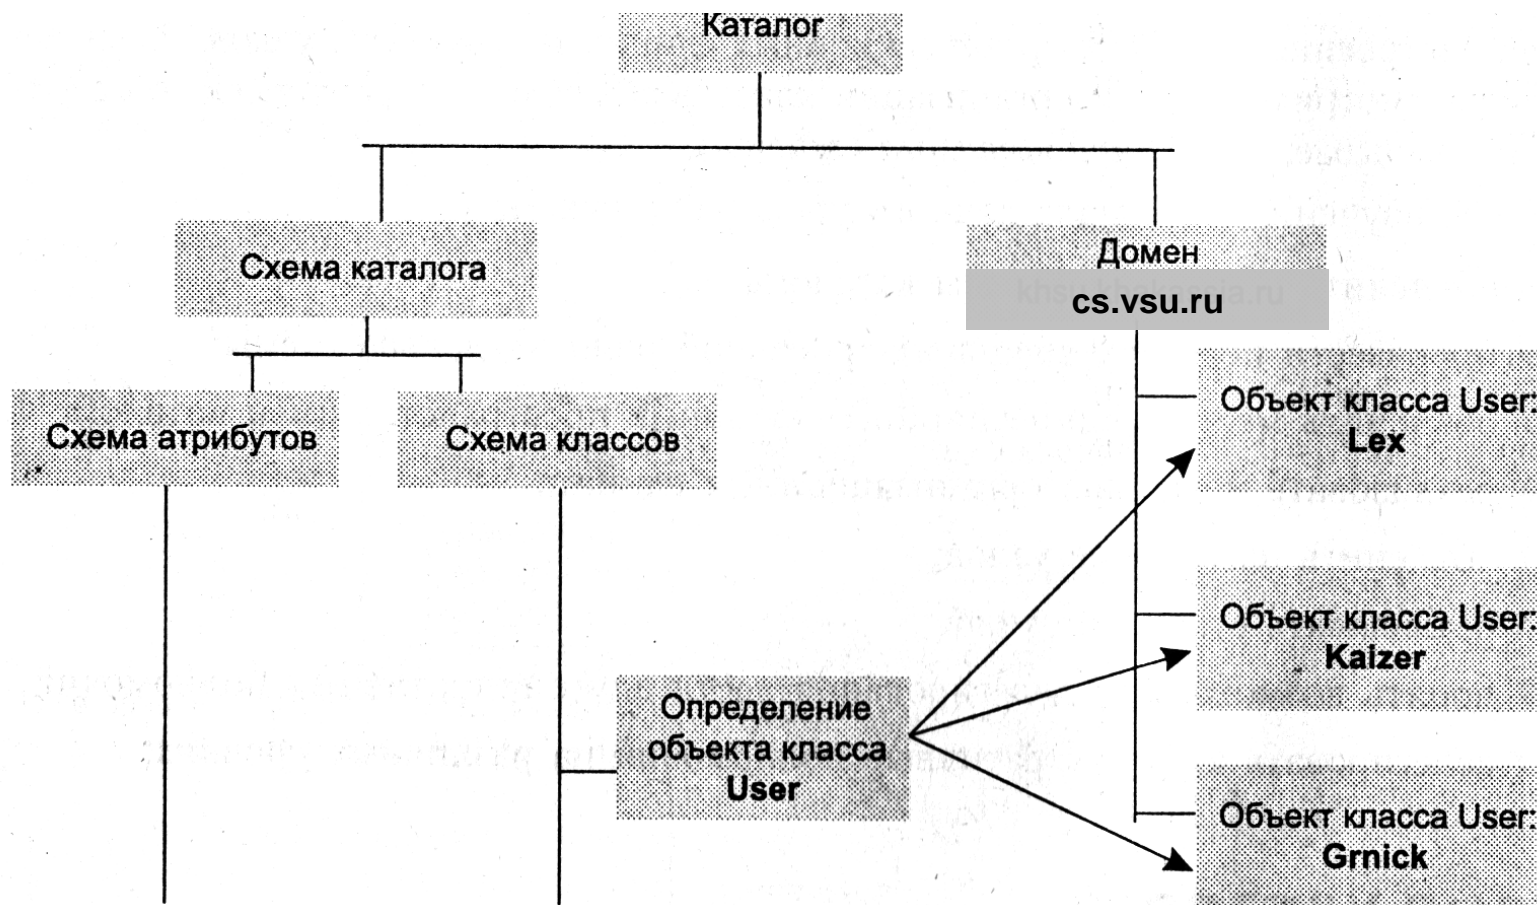 Каталог
Схема каталога
Домен
cs.vsu.ru
Схема атрибутов
Схема классов
Объект класса User:
Lex
Объект класса User:
Kaizer
Определение
объекта класса
User
Объект класса User:
Grnick